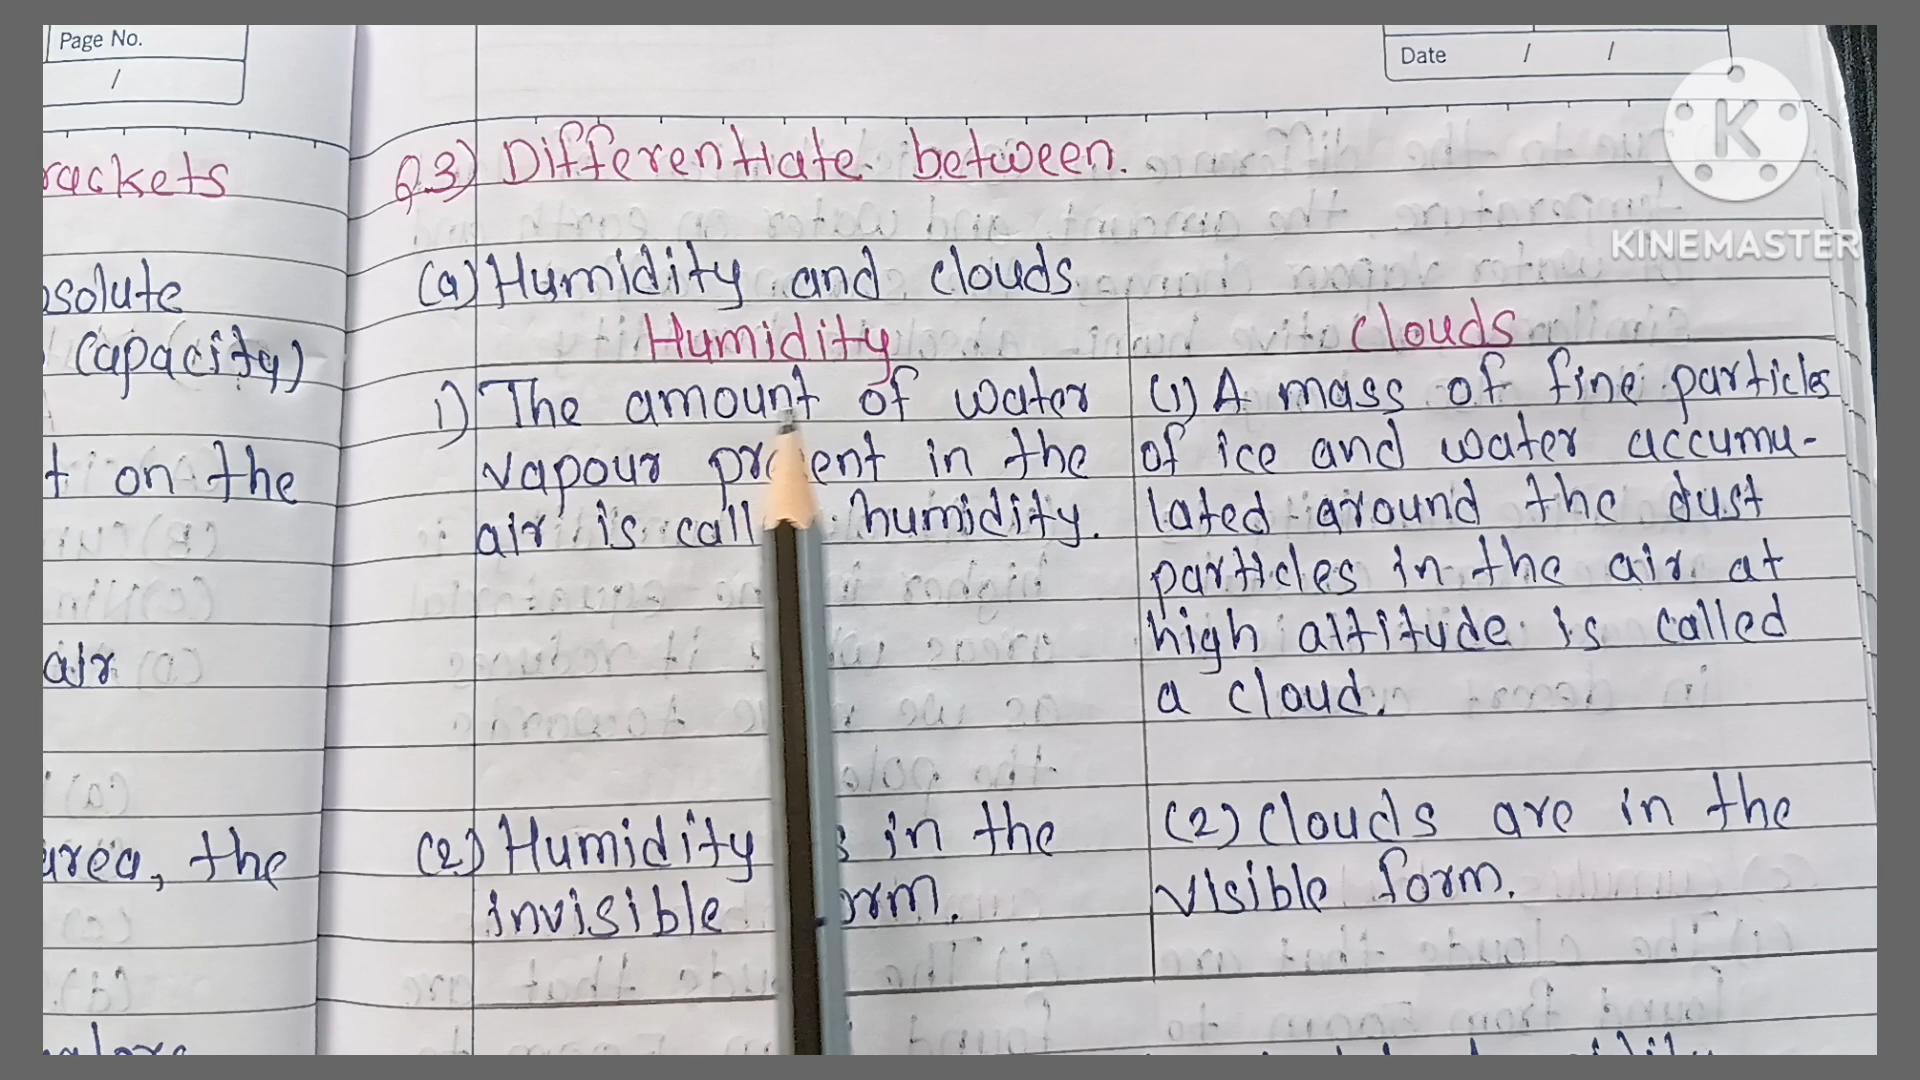 Page No.
/
rackets
solute
Capacity)
t on the
air
area, the
Date / /
KINEMASTER
Q3) Differentiate between.
(a) Humidity and clouds
Humidity
1) The amount of water
vapour present in the
air is call humidity.
(2) Humidity in the
invisible orm.
Clouds
(1) A mass of fine particles
of ice and water accumu-
lated around the dust
particles in the air at
high altitude is called
a cloud.
(2) Clouds are in the
visible form.